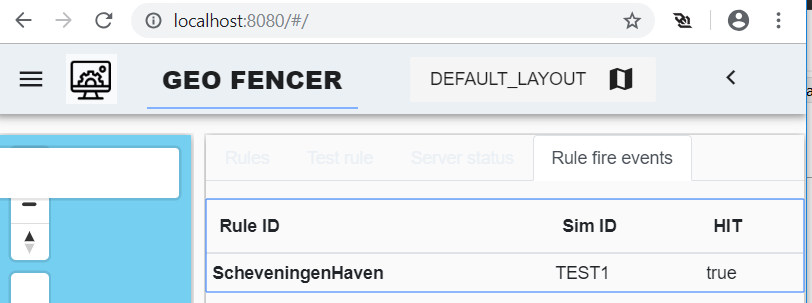 localhost:8080/#/
GEO FENCER
DEFAULT_LAYOUT
Rules Test rule Server status Rule fire events
Rule ID Sim ID HIT
ScheveningenHaven TEST1 true